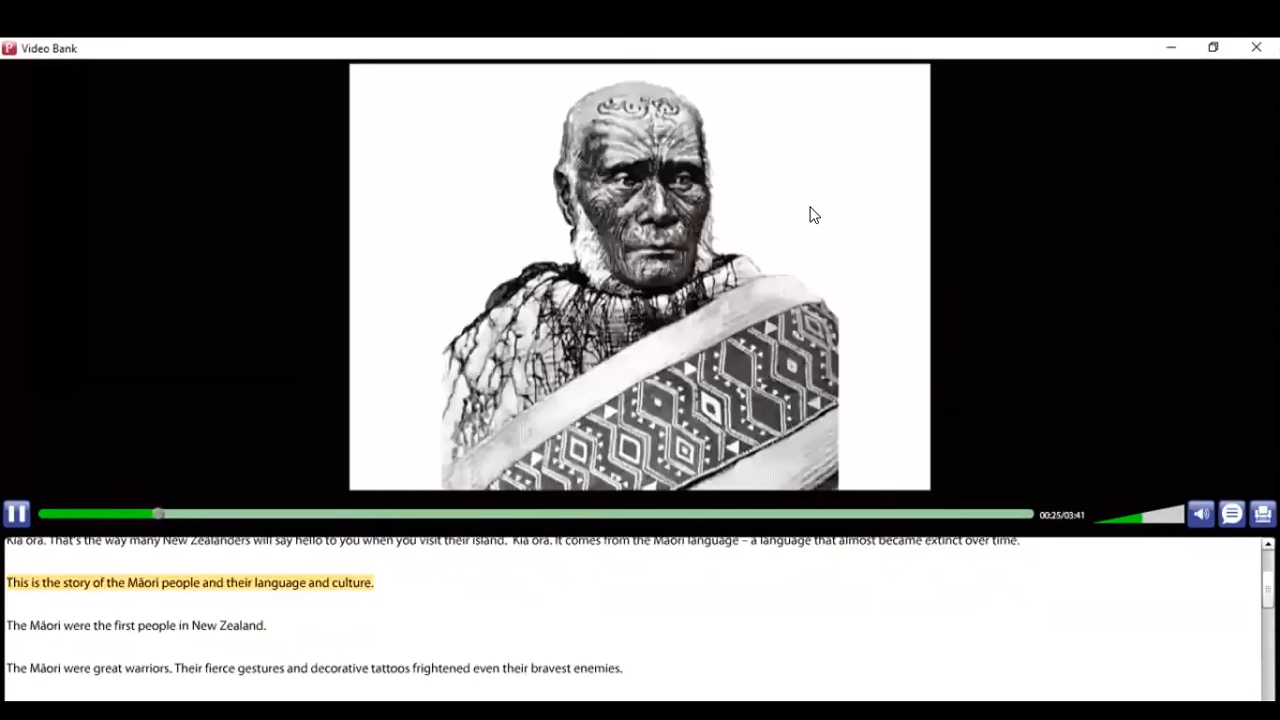 Video Bank
00:25/03:41
Kia ora. That's the way many New Zealanders will say hello to you when you visit their island. Kia ora. It comes from the Māori language – a language that almost became extinct over time.
This is the story of the Māori people and their language and culture.
The Māori were the first people in New Zealand.
The Māori were great warriors. Their fierce gestures and decorative tattoos frightened even their bravest enemies.